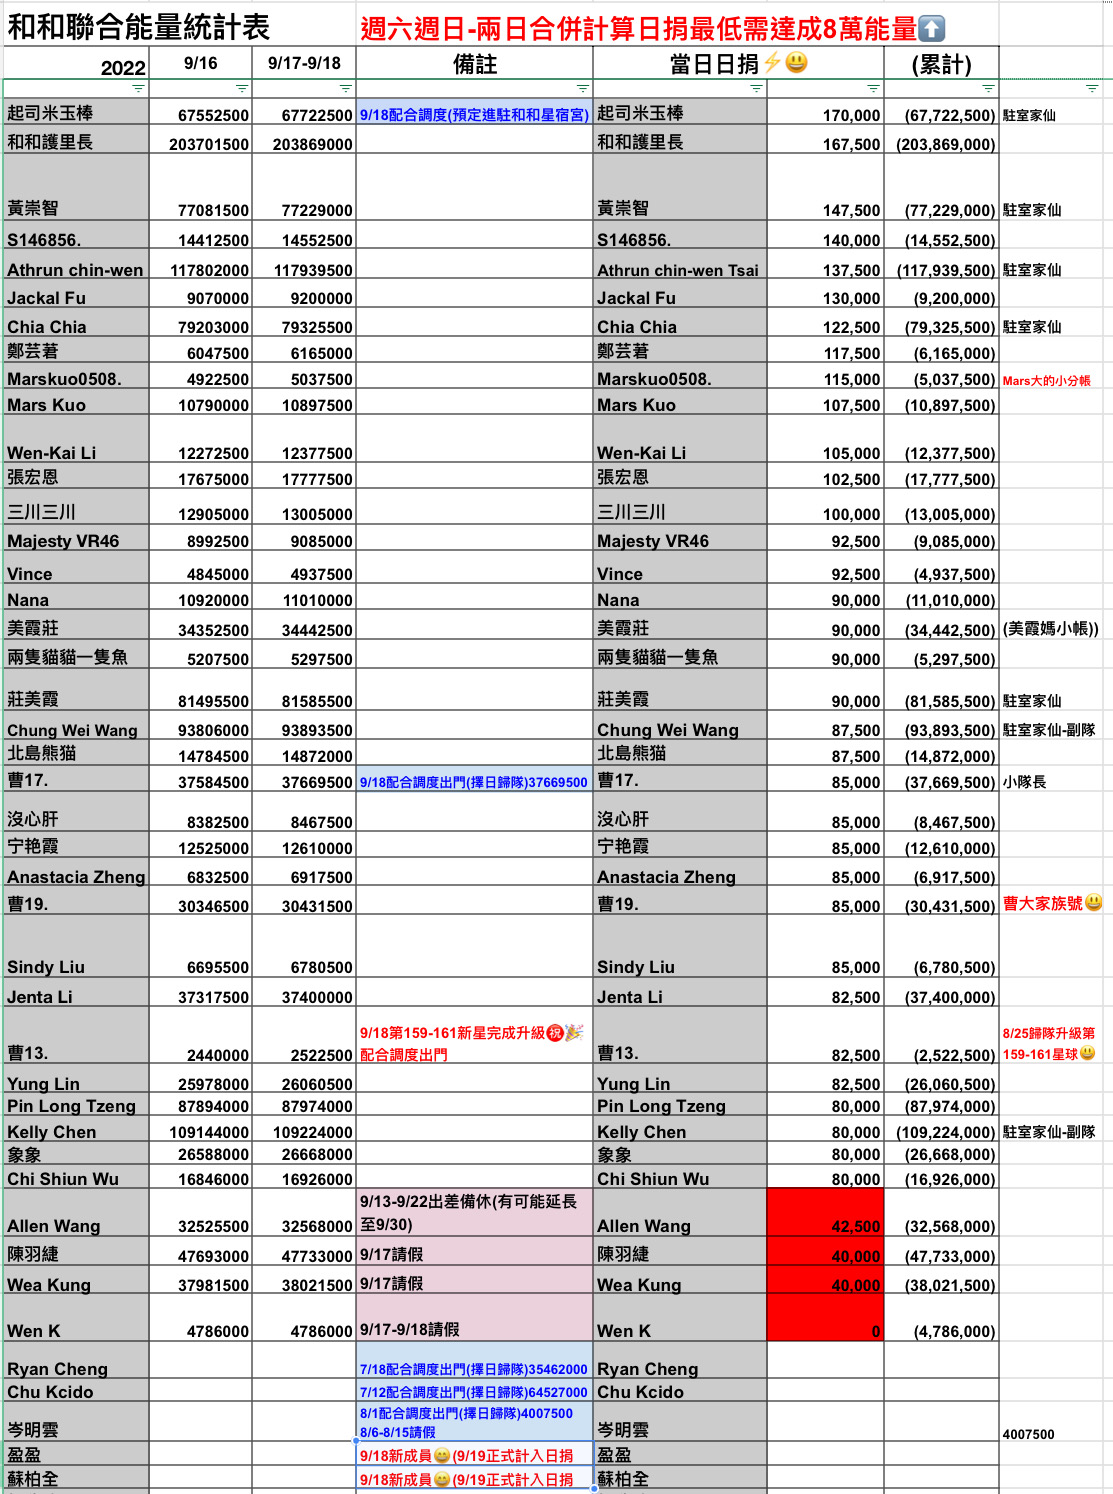 和和聯合能量統計表 週六週日-兩日合併計算日捐最低需達成8萬能量⬆️
2022 9/16 9/17-9/18 備註 當日日捐⚡😃 (累計)
起司米玉棒 67552500 67722500 9/18配合調度(預定進駐和和星宿宮) 起司米玉棒 170,000 (67,722,500) 駐室家仙
和和護里長 203701500 203869000 和和護里長 167,500 (203,869,000)
黃崇智 77081500 77229000 黃崇智 147,500 (77,229,000) 駐室家仙
S146856. 14412500 14552500 S146856. 140,000 (14,552,500)
Athrun chin-wen 117802000 117939500 Athrun chin-wen Tsai 137,500 (117,939,500) 駐室家仙
Jackal Fu 9070000 9200000 Jackal Fu 130,000 (9,200,000)
Chia Chia 79203000 79325500 Chia Chia 122,500 (79,325,500) 駐室家仙
鄭芸莙 6047500 6165000 鄭芸莙 117,500 (6,165,000)
Marskuo0508. 4922500 5037500 Marskuo0508. 115,000 (5,037,500) Mars大的小分帳
Mars Kuo 10790000 10897500 Mars Kuo 107,500 (10,897,500)
Wen-Kai Li 12272500 12377500 Wen-Kai Li 105,000 (12,377,500)
張宏恩 17675000 17777500 張宏恩 102,500 (17,777,500)
三川三川 12905000 13005000 三川三川 100,000 (13,005,000)
Majesty VR46 8992500 9085000 Majesty VR46 92,500 (9,085,000)
Vince 4845000 4937500 Vince 92,500 (4,937,500)
Nana 10920000 11010000 Nana 90,000 (11,010,000)
美霞莊 34352500 34442500 美霞莊 90,000 (34,442,500) (美霞媽小帳))
兩隻貓貓一隻魚 5207500 5297500 兩隻貓貓一隻魚 90,000 (5,297,500)
莊美霞 81495500 81585500 莊美霞 90,000 (81,585,500) 駐室家仙
Chung Wei Wang 93806000 93893500 Chung Wei Wang 87,500 (93,893,500) 駐室家仙-副隊
北島熊猫 14784500 14872000 北島熊猫 87,500 (14,872,000)
曹17. 37584500 37669500 9/18配合調度出門(擇日歸隊)37669500 曹17. 85,000 (37,669,500) 小隊長
沒心肝 8382500 8467500 沒心肝 85,000 (8,467,500)
宁艳霞 12525000 12610000 宁艳霞 85,000 (12,610,000)
Anastacia Zheng 6832500 6917500 Anastacia Zheng 85,000 (6,917,500)
曹19. 30346500 30431500 曹19. 85,000 (30,431,500) 曹大家族號😃
Sindy Liu 6695500 6780500 Sindy Liu 85,000 (6,780,500)
Jenta Li 37317500 37400000 Jenta Li 82,500 (37,400,000)
9/18第159-161新星完成升級㊗️🎉 8/25歸隊升級第
曹13. 2440000 2522500 配合調度出門 曹13. 82,500 (2,522,500) 159-161星球😃
Yung Lin 25978000 26060500 Yung Lin 82,500 (26,060,500)
Pin Long Tzeng 87894000 87974000 Pin Long Tzeng 80,000 (87,974,000)
Kelly Chen 109144000 109224000 Kelly Chen 80,000 (109,224,000) 駐室家仙-副隊
象象 26588000 26668000 象象 80,000 (26,668,000)
Chi Shiun Wu 16846000 16926000 Chi Shiun Wu 80,000 (16,926,000)
9/13-9/22出差備休(有可能延長
Allen Wang 32525500 32568000 至9/30) Allen Wang 42,500 (32,568,000)
陳羽緁 47693000 47733000 9/17請假 陳羽緁 40,000 (47,733,000)
Wea Kung 37981500 38021500 9/17請假 Wea Kung 40,000 (38,021,500)
Wen K 4786000 4786000 9/17-9/18請假 Wen K 0 (4,786,000)
Ryan Cheng 7/18配合調度出門(擇日歸隊)35462000 Ryan Cheng
Chu Kcido 7/12配合調度出門(擇日歸隊)64527000 Chu Kcido
8/1配合調度出門(擇日歸隊)4007500
岑明雲 8/6-8/15請假 岑明雲 4007500
盈盈 9/18新成員😄(9/19正式計入日捐 盈盈
蘇柏全 9/18新成員😄(9/19正式計入日捐 蘇柏全